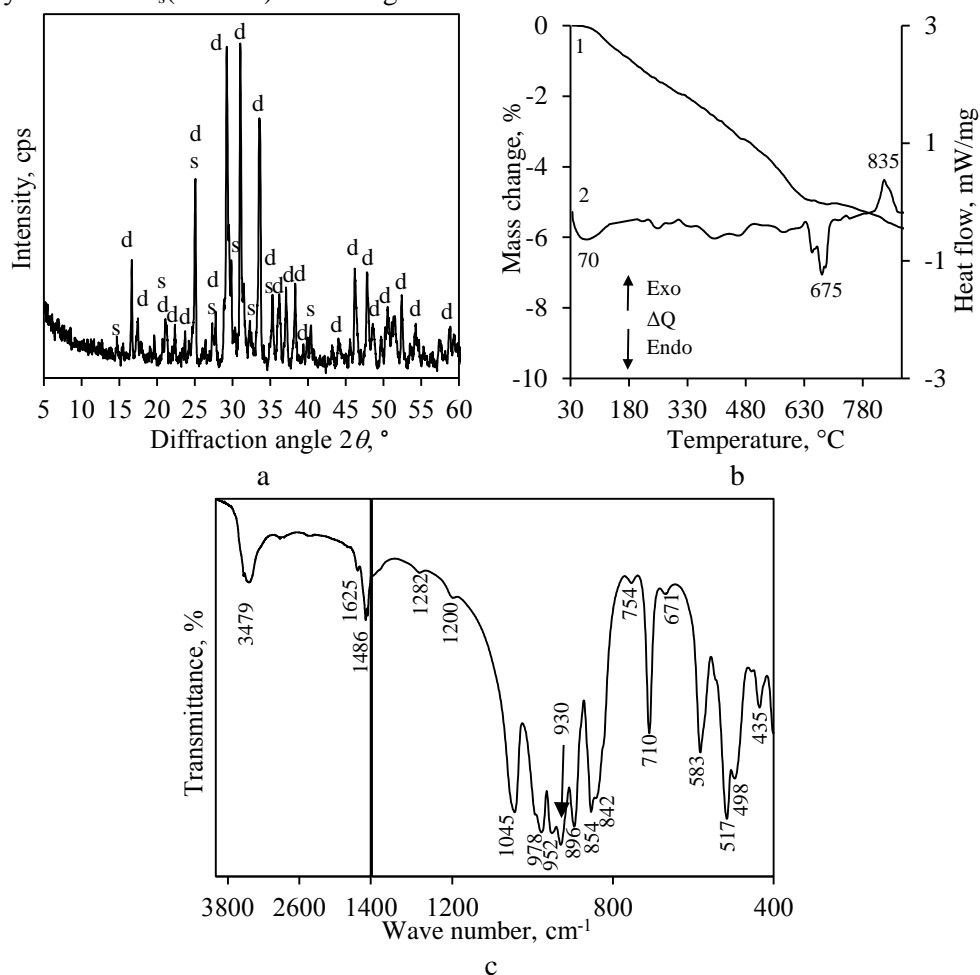 d
d
d
d
s
d
d
s
s
d
d
d
d
s
d
d
d
s
d
s
d
d
s
d
d
s
d
s
d
d
d
d
d
d
d
Intensity, cps
5 10 15 20 25 30 35 40 45 50 55 60
Diffraction angle 2θ, °
a
0
-2
-4
-6
-8
-10
Mass change, %
1
2
70
675
835
Exo
ΔQ
Endo
3
1
-1
-3
Heat flow, mW/mg
30 180 330 480 630 780
Temperature, °C
b
Transmittance, %
3479
1625
1486
1282
1200
1045
978
952
930
896
854
842
754
710
671
583
517
498
435
3800 2600 1400 1200 800 400
Wave number, cm-1
c